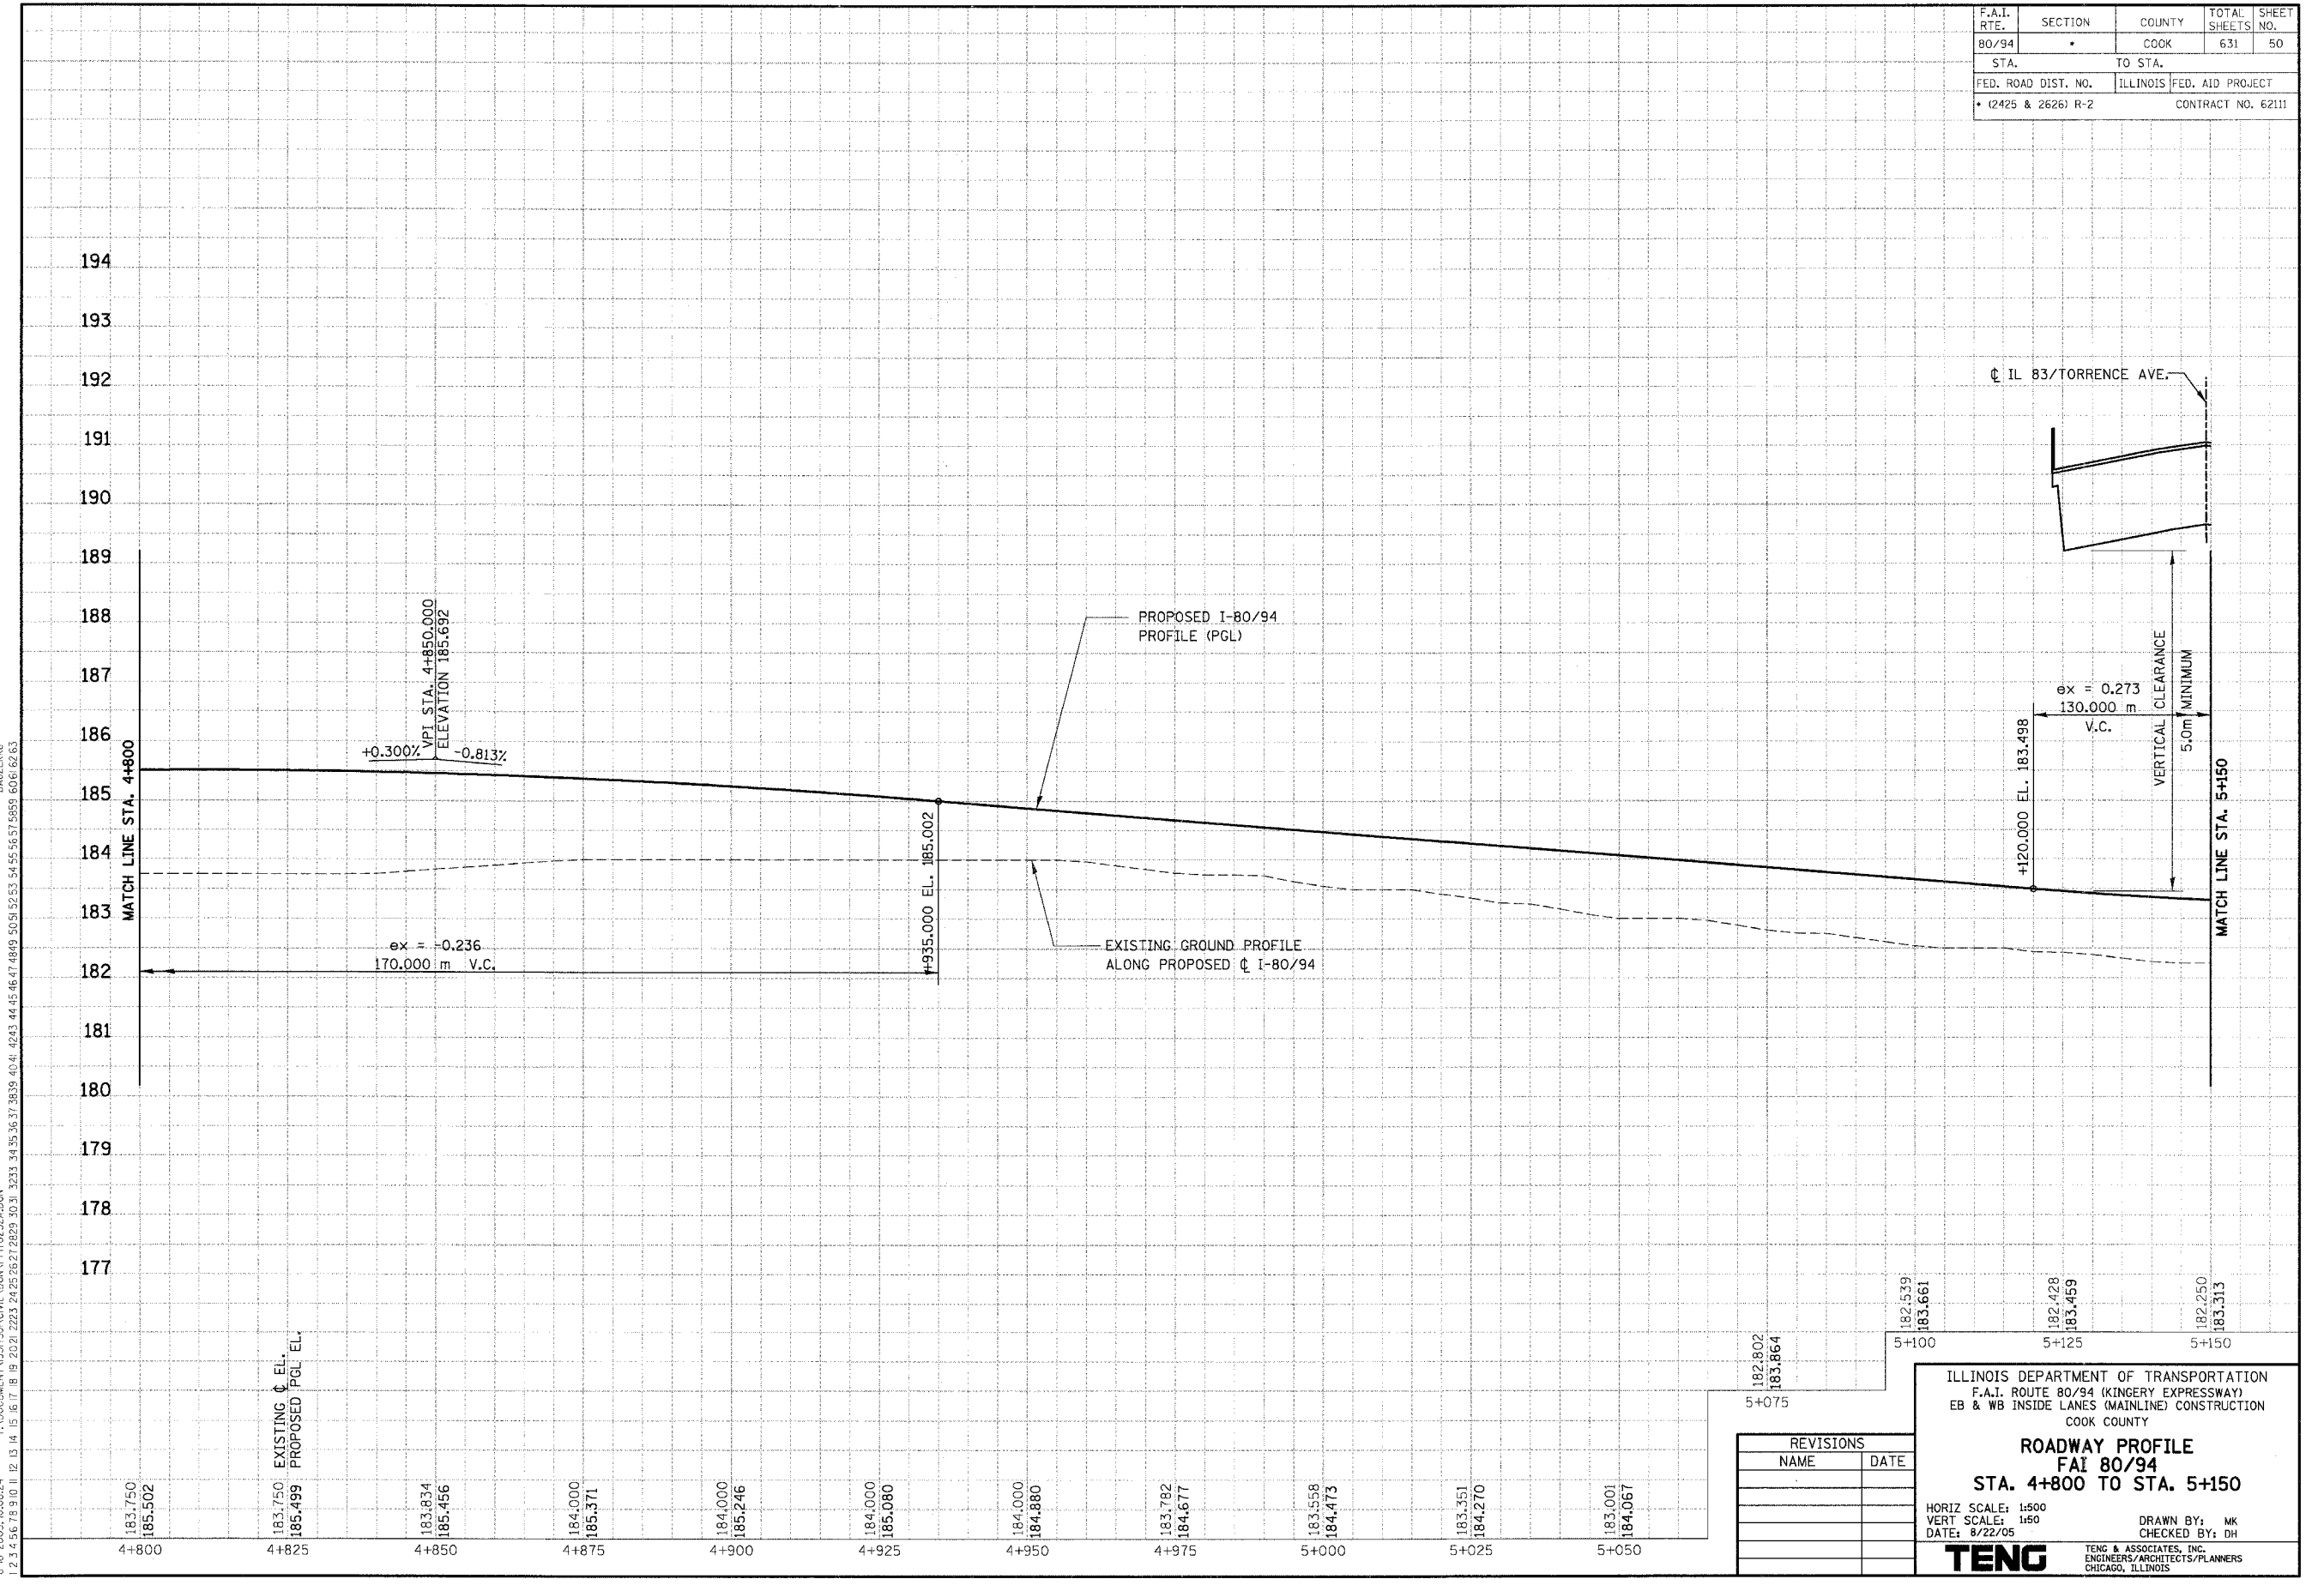 F.A.I. RTE. SECTION COUNTY TOTAL SHEETS SHEET NO.
80/94 * COOK 631 50
STA. TO STA.
FED. ROAD DIST. NO. ILLINOIS FED. AID PROJECT
* (2425 & 2626) R-2 CONTRACT NO. 62111
194
193
192
191
190
189
188
187
186
185
184
183
182
181
180
179
178
177
MATCH LINE STA. 4+800
VPI STA. 4+850.000
ELEVATION 185.692
+0.300%
-0.813%
ex = -0.236
170.000 m V.C.
+935.000 EL. 185.002
PROPOSED I-80/94
PROFILE (PGL)
EXISTING GROUND PROFILE
ALONG PROPOSED ℄ I-80/94
℄ IL 83/TORRENCE AVE.
ex = 0.273
130.000 m
V.C.
+120.000 EL. 183.498
VERTICAL CLEARANCE
5.0m MINIMUM
MATCH LINE STA. 5+150
EXISTING ℄ EL.
PROPOSED PGL EL.
183.750
185.502
4+800
183.750
185.499
4+825
183.834
185.456
4+850
184.000
185.371
4+875
184.000
185.246
4+900
184.000
185.080
4+925
184.000
184.880
4+950
183.782
184.677
4+975
183.558
184.473
5+000
183.351
184.270
5+025
183.001
184.067
5+050
182.802
183.864
5+075
182.539
183.661
5+100
182.428
183.459
5+125
182.250
183.313
5+150
REVISIONS
NAME DATE
ILLINOIS DEPARTMENT OF TRANSPORTATION
F.A.I. ROUTE 80/94 (KINGERY EXPRESSWAY)
EB & WB INSIDE LANES (MAINLINE) CONSTRUCTION
COOK COUNTY
ROADWAY PROFILE
FAI 80/94
STA. 4+800 TO STA. 5+150
HORIZ SCALE: 1:500
VERT SCALE: 1:50
DATE: 8/22/05
DRAWN BY: MK
CHECKED BY: DH
TENG
TENG & ASSOCIATES, INC.
ENGINEERS/ARCHITECTS/PLANNERS
CHICAGO, ILLINOIS